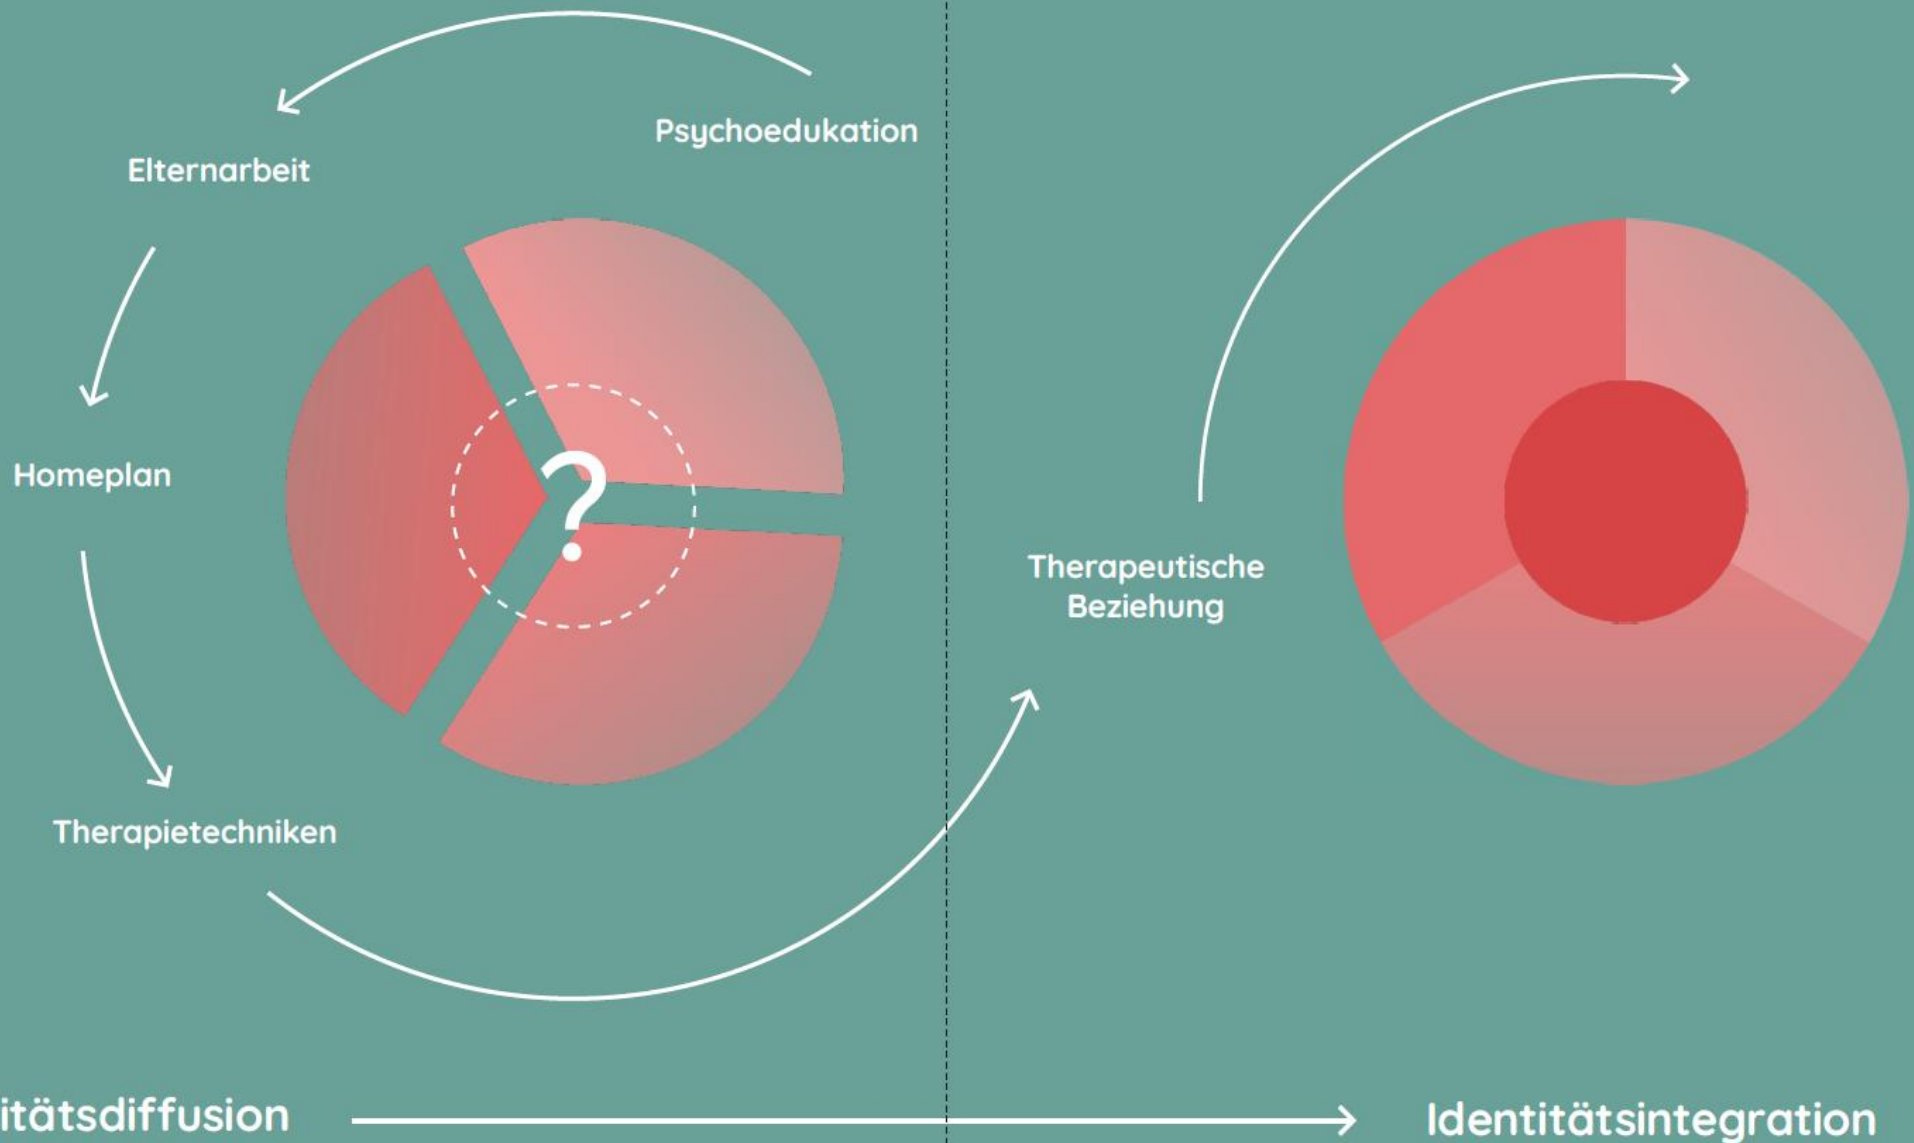 Psychoedukation
Elternarbeit
Homeplan
?
Therapeutische
Beziehung
Therapietechniken
itätsdiffusion
Identitätsintegration